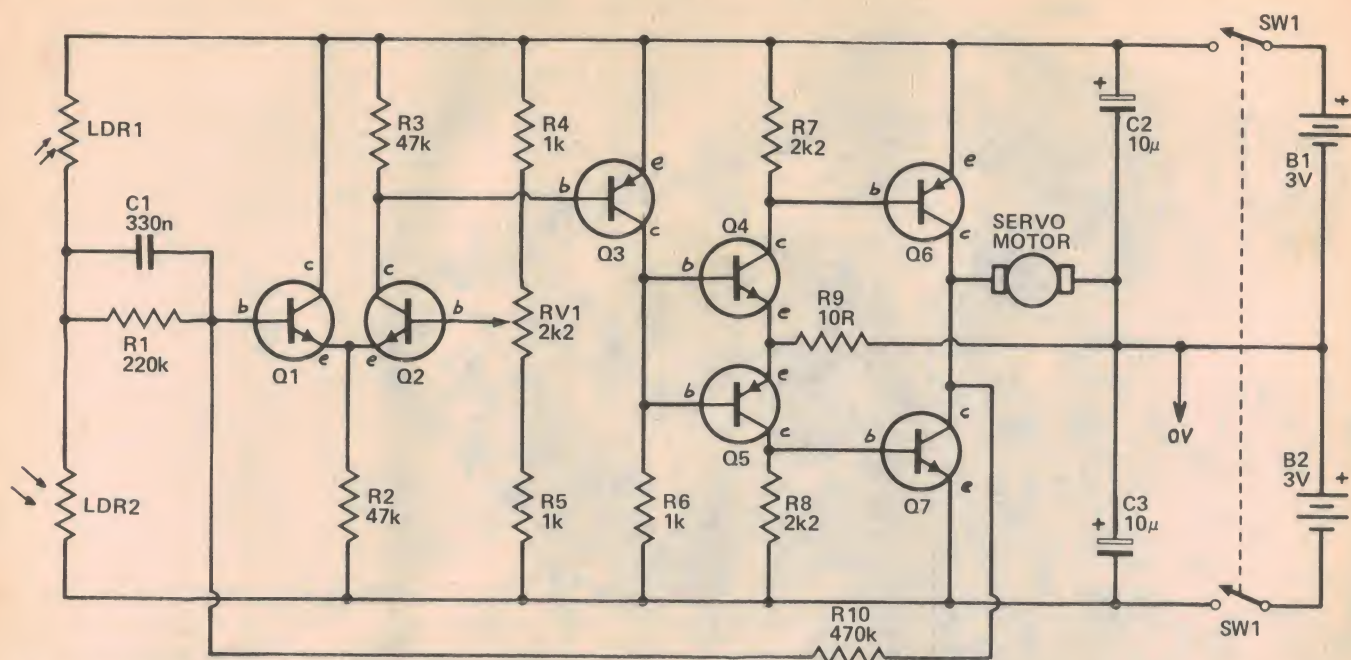 SW1
+
LDR1
R3
47k
R4
1k
R7
2k2
+
C2
10μ
B1
3V
e
b
c
Q3
C1
330n
Q4
e
b
c
Q6
SERVO
MOTOR
c
b
e
R1
220k
c
b
e
Q1
c
b
e
Q2
RV1
2k2
R9
10R
e
b
c
Q5
c
b
e
Q7
0V
B2
3V
+
LDR2
R2
47k
R5
1k
R6
1k
R8
2k2
+
C3
10μ
R10
470k
SW1
+